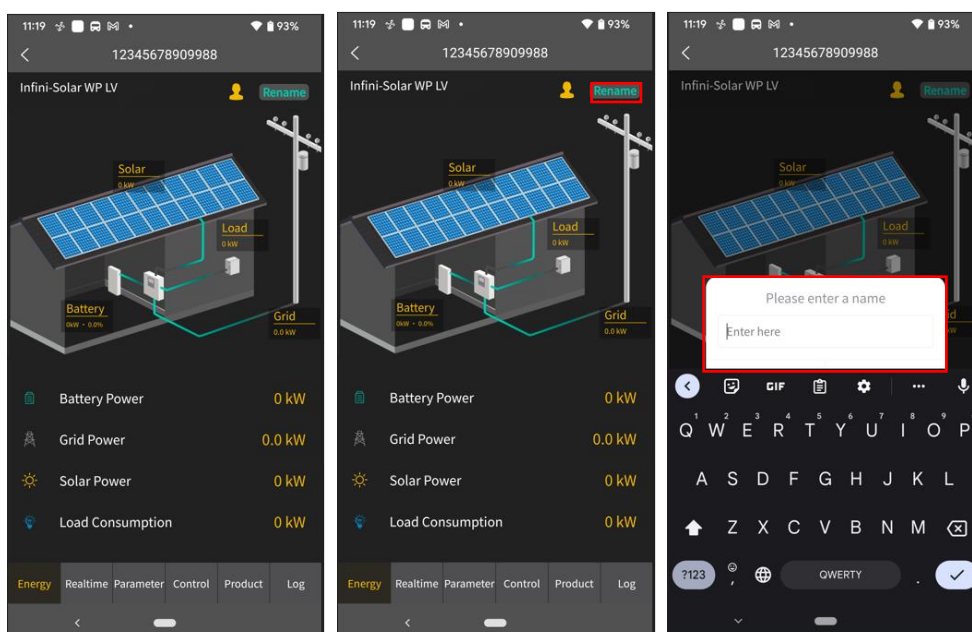 11:19 93%
12345678909988
Infini-Solar WP LV Rename
Solar
0 kW
Load
0 kW
Battery
0kW - 0.0%
Grid
0.0 kW
Battery Power 0 kW
Grid Power 0.0 kW
Solar Power 0 kW
Load Consumption 0 kW
Energy Realtime Parameter Control Product Log
11:19 93%
12345678909988
Infini-Solar WP LV Rename
Solar
0 kW
Load
0 kW
Battery
0kW - 0.0%
Grid
0.0 kW
Battery Power 0 kW
Grid Power 0.0 kW
Solar Power 0 kW
Load Consumption 0 kW
Energy Realtime Parameter Control Product Log
11:19 93%
12345678909988
Infini-Solar WP LV Rename
Solar
0 kW
Load
0 kW
Please enter a name
Enter here
GIF
1 2 3 4 5 6 7 8 9
Q W E R T Y U I O P
A S D F G H J K L
Z X C V B N M
?123 , QWERTY .